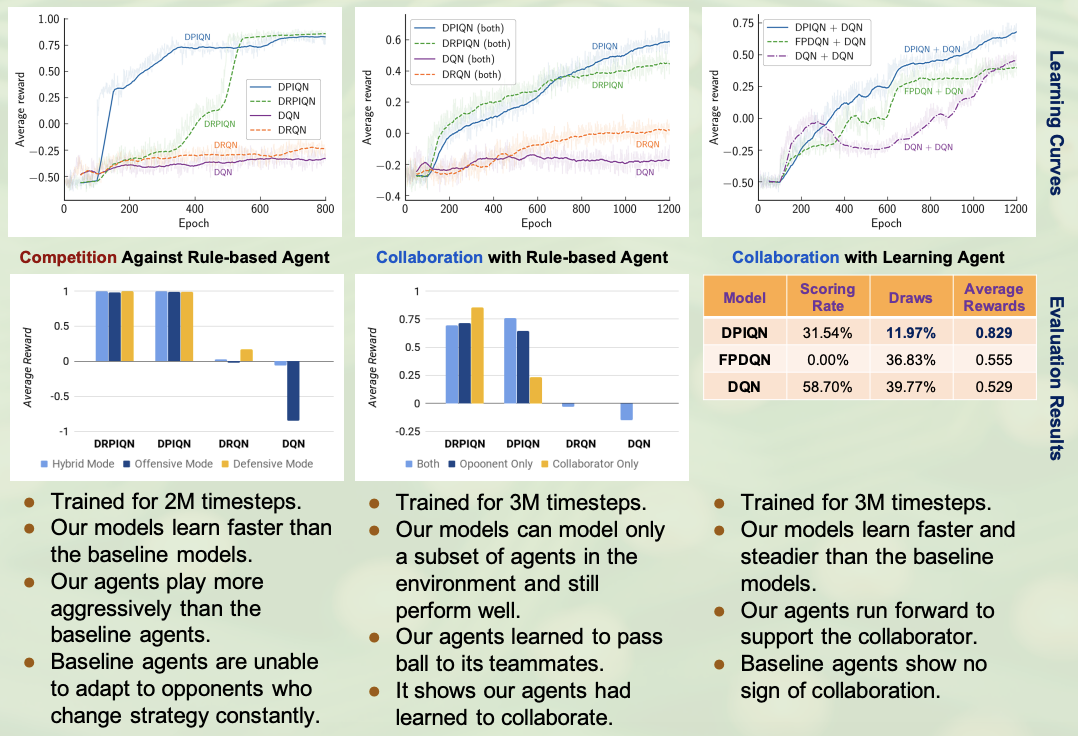 1.00
0.75
0.50
0.25
0.00
−0.25
−0.50
Average reward
0
200
400
600
800
Epoch
DPIQN
DRPIQN
DRQN
DQN
DPIQN
DRPIQN
DQN
DRQN
0.6
0.4
0.2
0.0
−0.2
−0.4
Average reward
0
200
400
600
800
1000
1200
Epoch
DPIQN (both)
DRPIQN (both)
DQN (both)
DRQN (both)
DPIQN
DRPIQN
DRQN
DQN
0.75
0.50
0.25
0.00
−0.25
−0.50
Average reward
0
200
400
600
800
1000
1200
Epoch
DPIQN + DQN
FPDQN + DQN
DQN + DQN
DPIQN + DQN
FPDQN + DQN
DQN + DQN
Learning Curves
Competition Against Rule-based Agent
Collaboration with Rule-based Agent
Collaboration with Learning Agent
1
0.5
0
-0.5
-1
Average Reward
DRPIQN
DPIQN
DRQN
DQN
Hybrid Mode
Offensive Mode
Defensive Mode
1
0.75
0.5
0.25
0
-0.25
Average Reward
DRPIQN
DPIQN
DRQN
DQN
Both
Opoonent Only
Collaborator Only
Model Scoring Rate Draws Average Rewards
DPIQN 31.54% 11.97% 0.829
FPDQN 0.00% 36.83% 0.555
DQN 58.70% 39.77% 0.529
Evaluation Results
● Trained for 2M timesteps.
● Our models learn faster than
the baseline models.
● Our agents play more
aggressively than the
baseline agents.
● Baseline agents are unable
to adapt to opponents who
change strategy constantly.
● Trained for 3M timesteps.
● Our models can model only
a subset of agents in the
environment and still
perform well.
● Our agents learned to pass
ball to its teammates.
● It shows our agents had
learned to collaborate.
● Trained for 3M timesteps.
● Our models learn faster and
steadier than the baseline
models.
● Our agents run forward to
support the collaborator.
● Baseline agents show no
sign of collaboration.